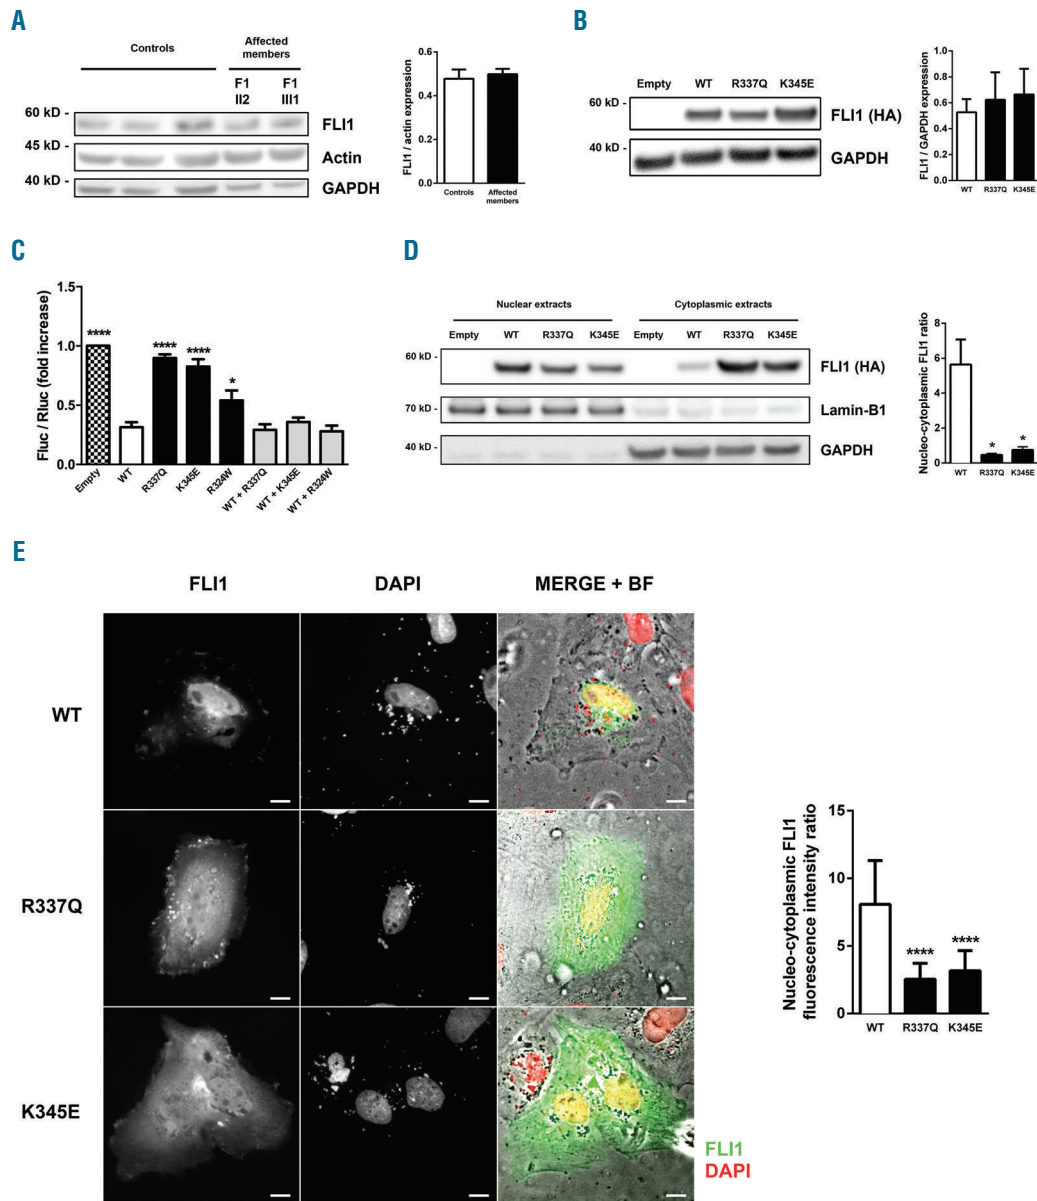 A
Controls
Affected
members
F1
II2
F1
III1
60 kD -
FLI1
45 kD -
Actin
40 kD -
GAPDH
FLI1 / actin expression
0.6
0.4
0.2
0.0
Controls
Affected
members
B
Empty
WT
R337Q
K345E
60 kD -
FLI1 (HA)
40 kD -
GAPDH
FLI1 / GAPDH expression
1.0
0.8
0.6
0.4
0.2
0.0
WT
R337Q
K345E
C
Fluc / Rluc (fold increase)
1.5
1.0
0.5
0.0
****
****
****
*
Empty
WT
R337Q
K345E
R324W
WT + R337Q
WT + K345E
WT + R324W
D
Nuclear extracts
Cytoplasmic extracts
Empty
WT
R337Q
K345E
Empty
WT
R337Q
K345E
60 kD -
FLI1 (HA)
70 kD -
Lamin-B1
40 kD -
GAPDH
Nucleo-cytoplasmic FLI1 ratio
8
6
4
2
0
*
*
WT
R337Q
K345E
E
FLI1
DAPI
MERGE + BF
WT
R337Q
K345E
FLI1
DAPI
Nucleo-cytoplasmic FLI1
fluorescence intensity ratio
15
10
5
0
****
****
WT
R337Q
K345E